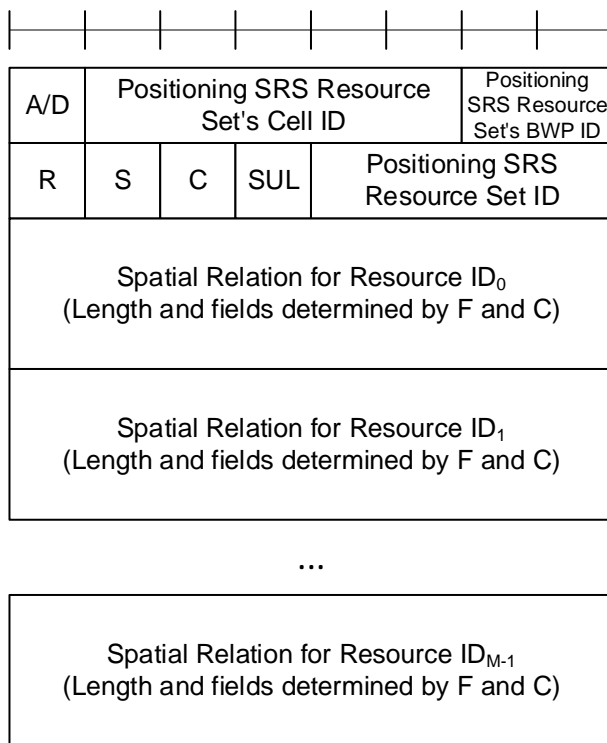 A/D
Positioning SRS Resource
Set's Cell ID
Positioning
SRS Resource
Set's BWP ID
R
S
C
SUL
Positioning SRS
Resource Set ID
Spatial Relation for Resource ID₀
(Length and fields determined by F and C)
Spatial Relation for Resource ID₁
(Length and fields determined by F and C)
...
Spatial Relation for Resource ID_M-1
(Length and fields determined by F and C)